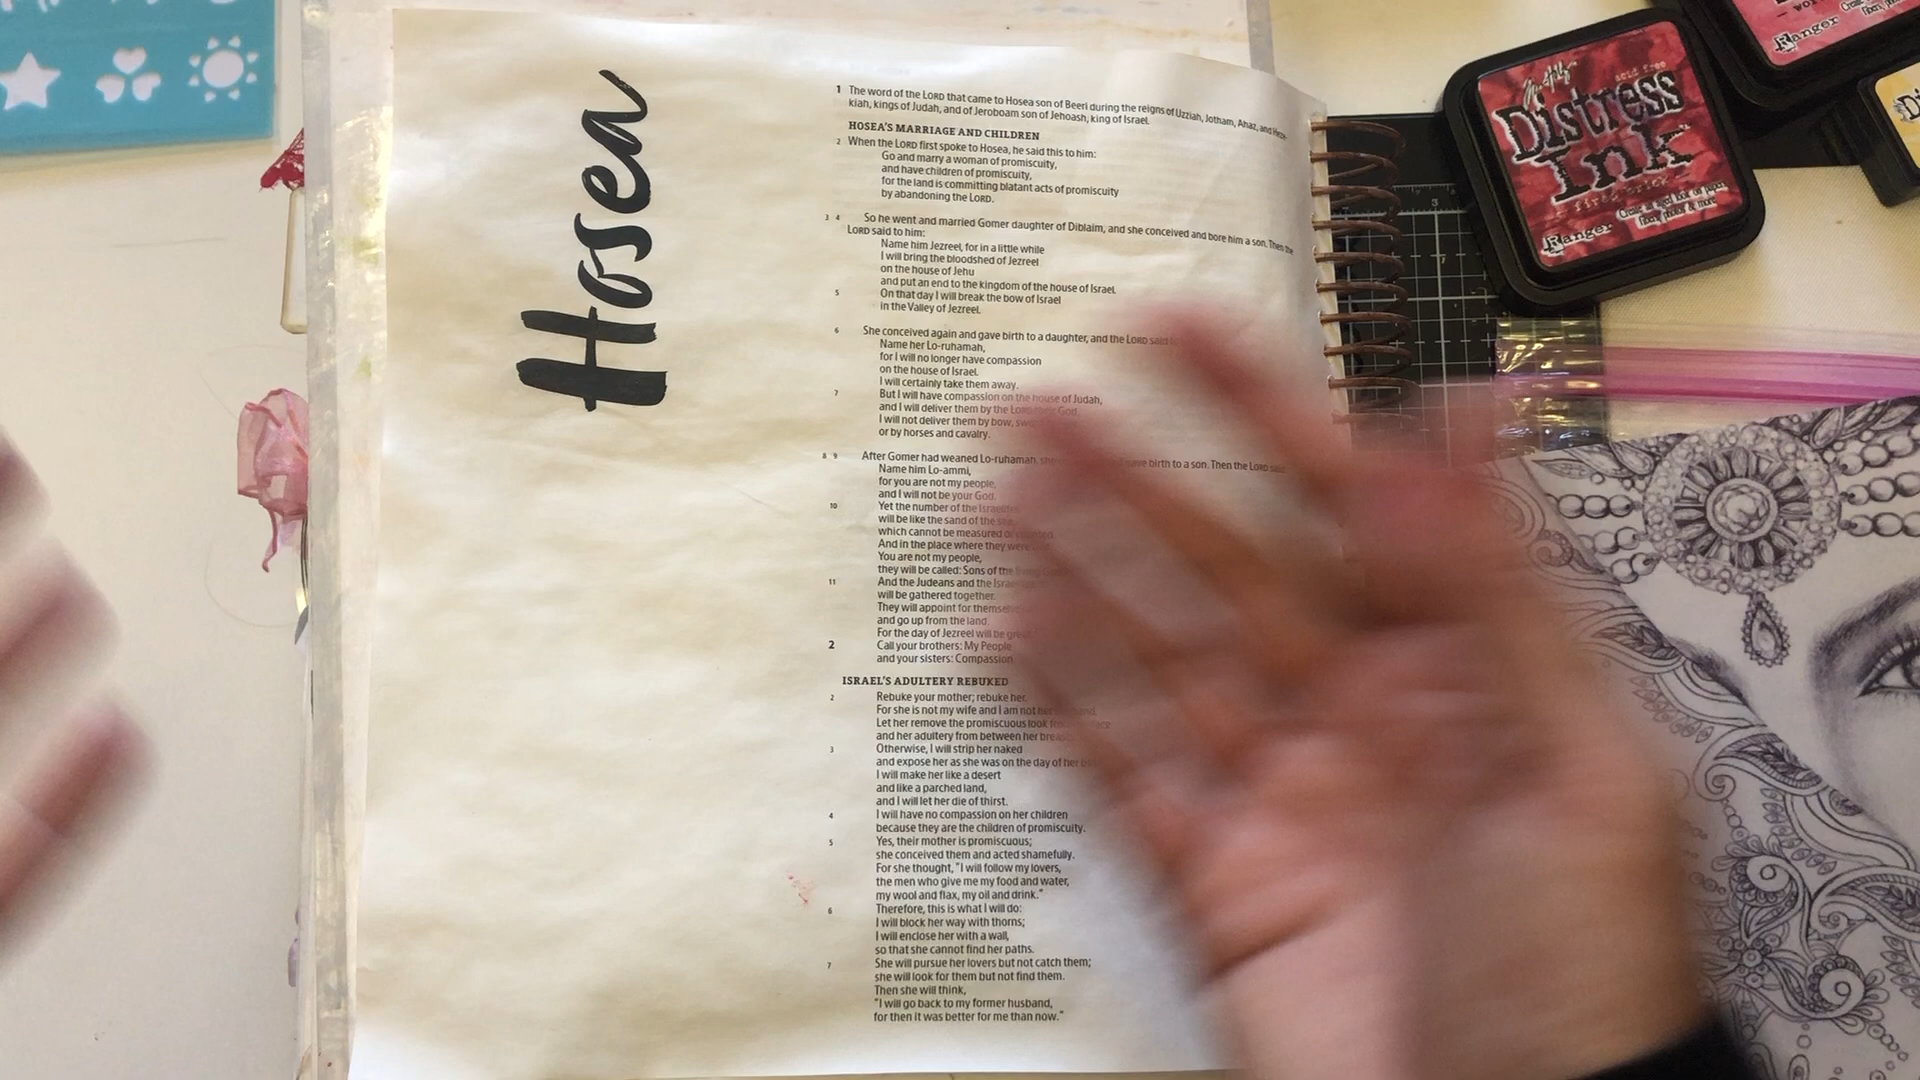 Hosea
1 The word of the LORD that came to Hosea son of Beeri during the reigns of Uzziah, Jotham, Ahaz, and Heze-
kiah, kings of Judah, and of Jeroboam son of Jehoash, king of Israel.
HOSEA'S MARRIAGE AND CHILDREN
2 When the LORD first spoke to Hosea, he said this to him:
Go and marry a woman of promiscuity,
and have children of promiscuity,
for the land is committing blatant acts of promiscuity
by abandoning the LORD.
3 4 So he went and married Gomer daughter of Diblaim, and she conceived and bore him a son. Then the
LORD said to him:
Name him Jezreel, for in a little while
I will bring the bloodshed of Jezreel
on the house of Jehu
and put an end to the kingdom of the house of Israel.
5 On that day I will break the bow of Israel
in the Valley of Jezreel.
6 She conceived again and gave birth to a daughter, and the LORD said
Name her Lo-ruhamah,
for I will no longer have compassion
on the house of Israel.
I will certainly take them away.
7 But I will have compassion on the house of Judah,
and I will deliver them by the LORD their God.
I will not deliver them by bow,
or by horses and cavalry.
8 9 After Gomer had weaned Lo-ruhamah, she gave birth to a son. Then the LORD said:
Name him Lo-ammi,
for you are not my people,
and I will not be your God.
10 Yet the number of the Israelites
will be like the sand of the sea,
which cannot be measured or counted.
And in the place where they were
You are not my people,
they will be called: Sons of the living
11 And the Judeans and the Israelites
will be gathered together.
They will appoint for themselves
and go up from the land.
For the day of Jezreel will be great.
2 Call your brothers: My People
and your sisters: Compassion.
ISRAEL'S ADULTERY REBUKED
2 Rebuke your mother; rebuke her.
For she is not my wife and I am not her husband.
Let her remove the promiscuous look from her face
and her adultery from between her breasts.
3 Otherwise, I will strip her naked
and expose her as she was on the day of her
I will make her like a desert
and like a parched land,
and I will let her die of thirst.
4 I will have no compassion on her children
because they are the children of promiscuity.
5 Yes, their mother is promiscuous;
she conceived them and acted shamefully.
For she thought, "I will follow my lovers,
the men who give me my food and water,
my wool and flax, my oil and drink."
6 Therefore, this is what I will do:
I will block her way with thorns;
I will enclose her with a wall,
so that she cannot find her paths.
7 She will pursue her lovers but not catch them;
she will look for them but not find them.
Then she will think,
"I will go back to my former husband,
for then it was better for me than now."
acid free
Distress
Ink
Create an aged look on paper,
fiber, photos & more
Ranger
Ranger